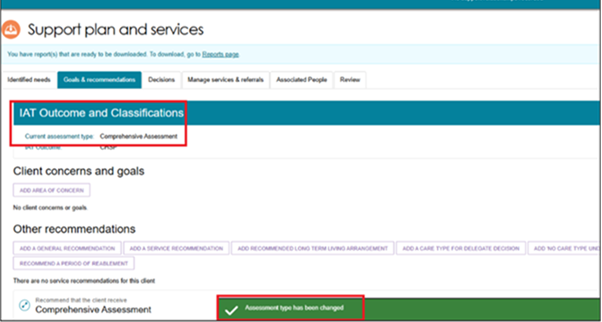 Support plan and services
You have report(s) that are ready to be downloaded. To download, go to Reports page.
Identified needs Goals & recommendations Decisions Manage services & referrals Associated People Review
IAT Outcome and Classifications
Current assessment type: Comprehensive Assessment
IAT Outcome CHSP
Client concerns and goals
ADD AREA OF CONCERN
No client concerns or goals
Other recommendations
ADD A GENERAL RECOMMENDATION ADD A SERVICE RECOMMENDATION ADD RECOMMENDED LONG TERM LIVING ARRANGEMENT ADD A CARE TYPE FOR DELEGATE DECISION ADD 'NO CARE TYPE UN
RECOMMEND A PERIOD OF REABLEMENT
There are no service recommendations for this client
Recommend that the client receive
Comprehensive Assessment
Assessment type has been changed